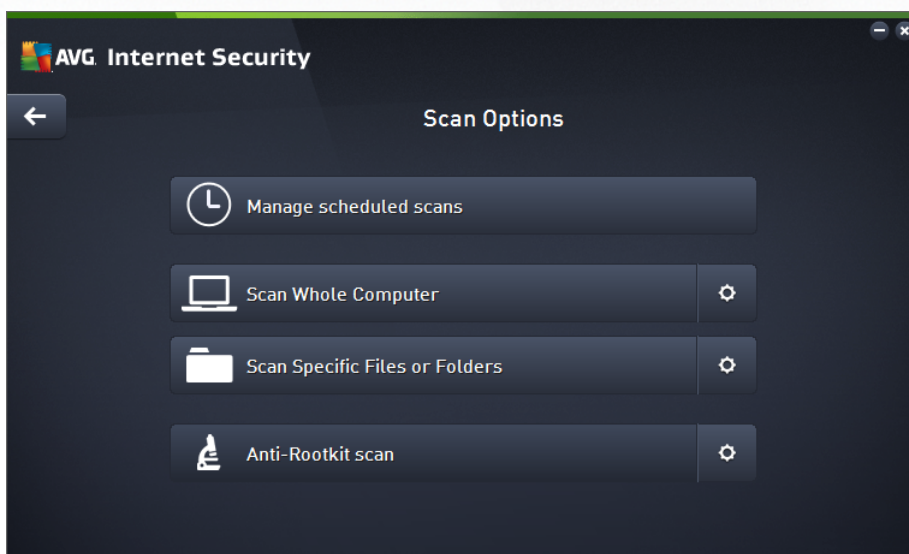 AVG. Internet Security
Scan Options
Manage scheduled scans
Scan Whole Computer
Scan Specific Files or Folders
Anti-Rootkit scan